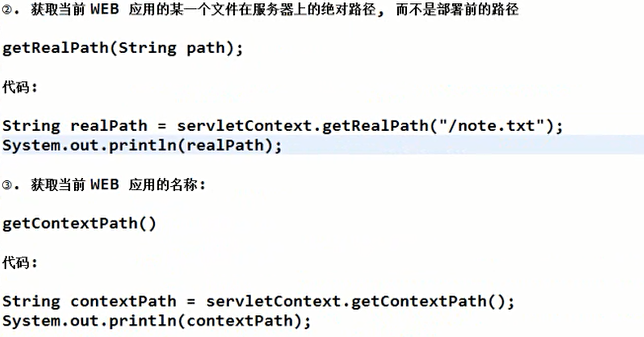 ②. 获取当前 WEB 应用的某一个文件在服务器上的绝对路径, 而不是部署前的路径
getRealPath(String path);
代码:
String realPath = servletContext.getRealPath("/note.txt");
System.out.println(realPath);
③. 获取当前 WEB 应用的名称:
getContextPath()
代码:
String contextPath = servletContext.getContextPath();
System.out.println(contextPath);